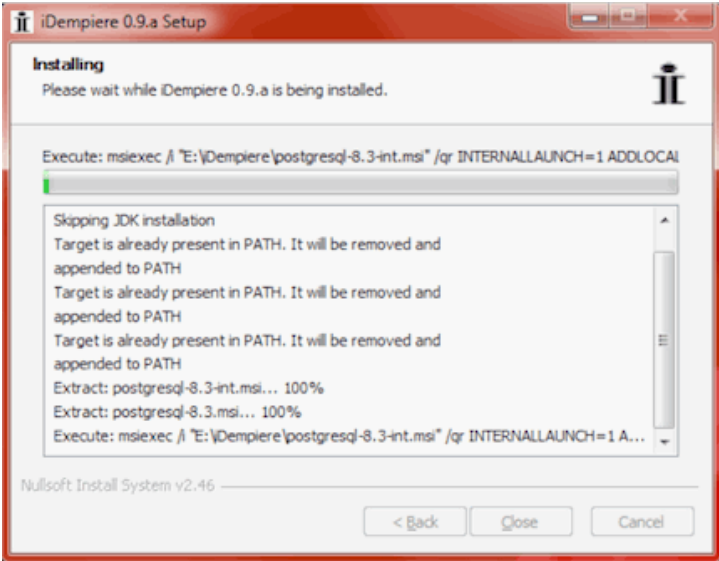 iDempiere 0.9.a Setup
Installing
Please wait while iDempiere 0.9.a is being installed.
Execute: msiexec /i "E:\iDempiere\postgresql-8.3-int.msi" /qr INTERNALLAUNCH=1 ADDLOCAL
Skipping JDK installation
Target is already present in PATH. It will be removed and
appended to PATH
Target is already present in PATH. It will be removed and
appended to PATH
Target is already present in PATH. It will be removed and
appended to PATH
Extract: postgresql-8.3-int.msi... 100%
Extract: postgresql-8.3.msi... 100%
Execute: msiexec /i "E:\iDempiere\postgresql-8.3-int.msi" /qr INTERNALLAUNCH=1 A...
Nullsoft Install System v2.46
< Back Close Cancel